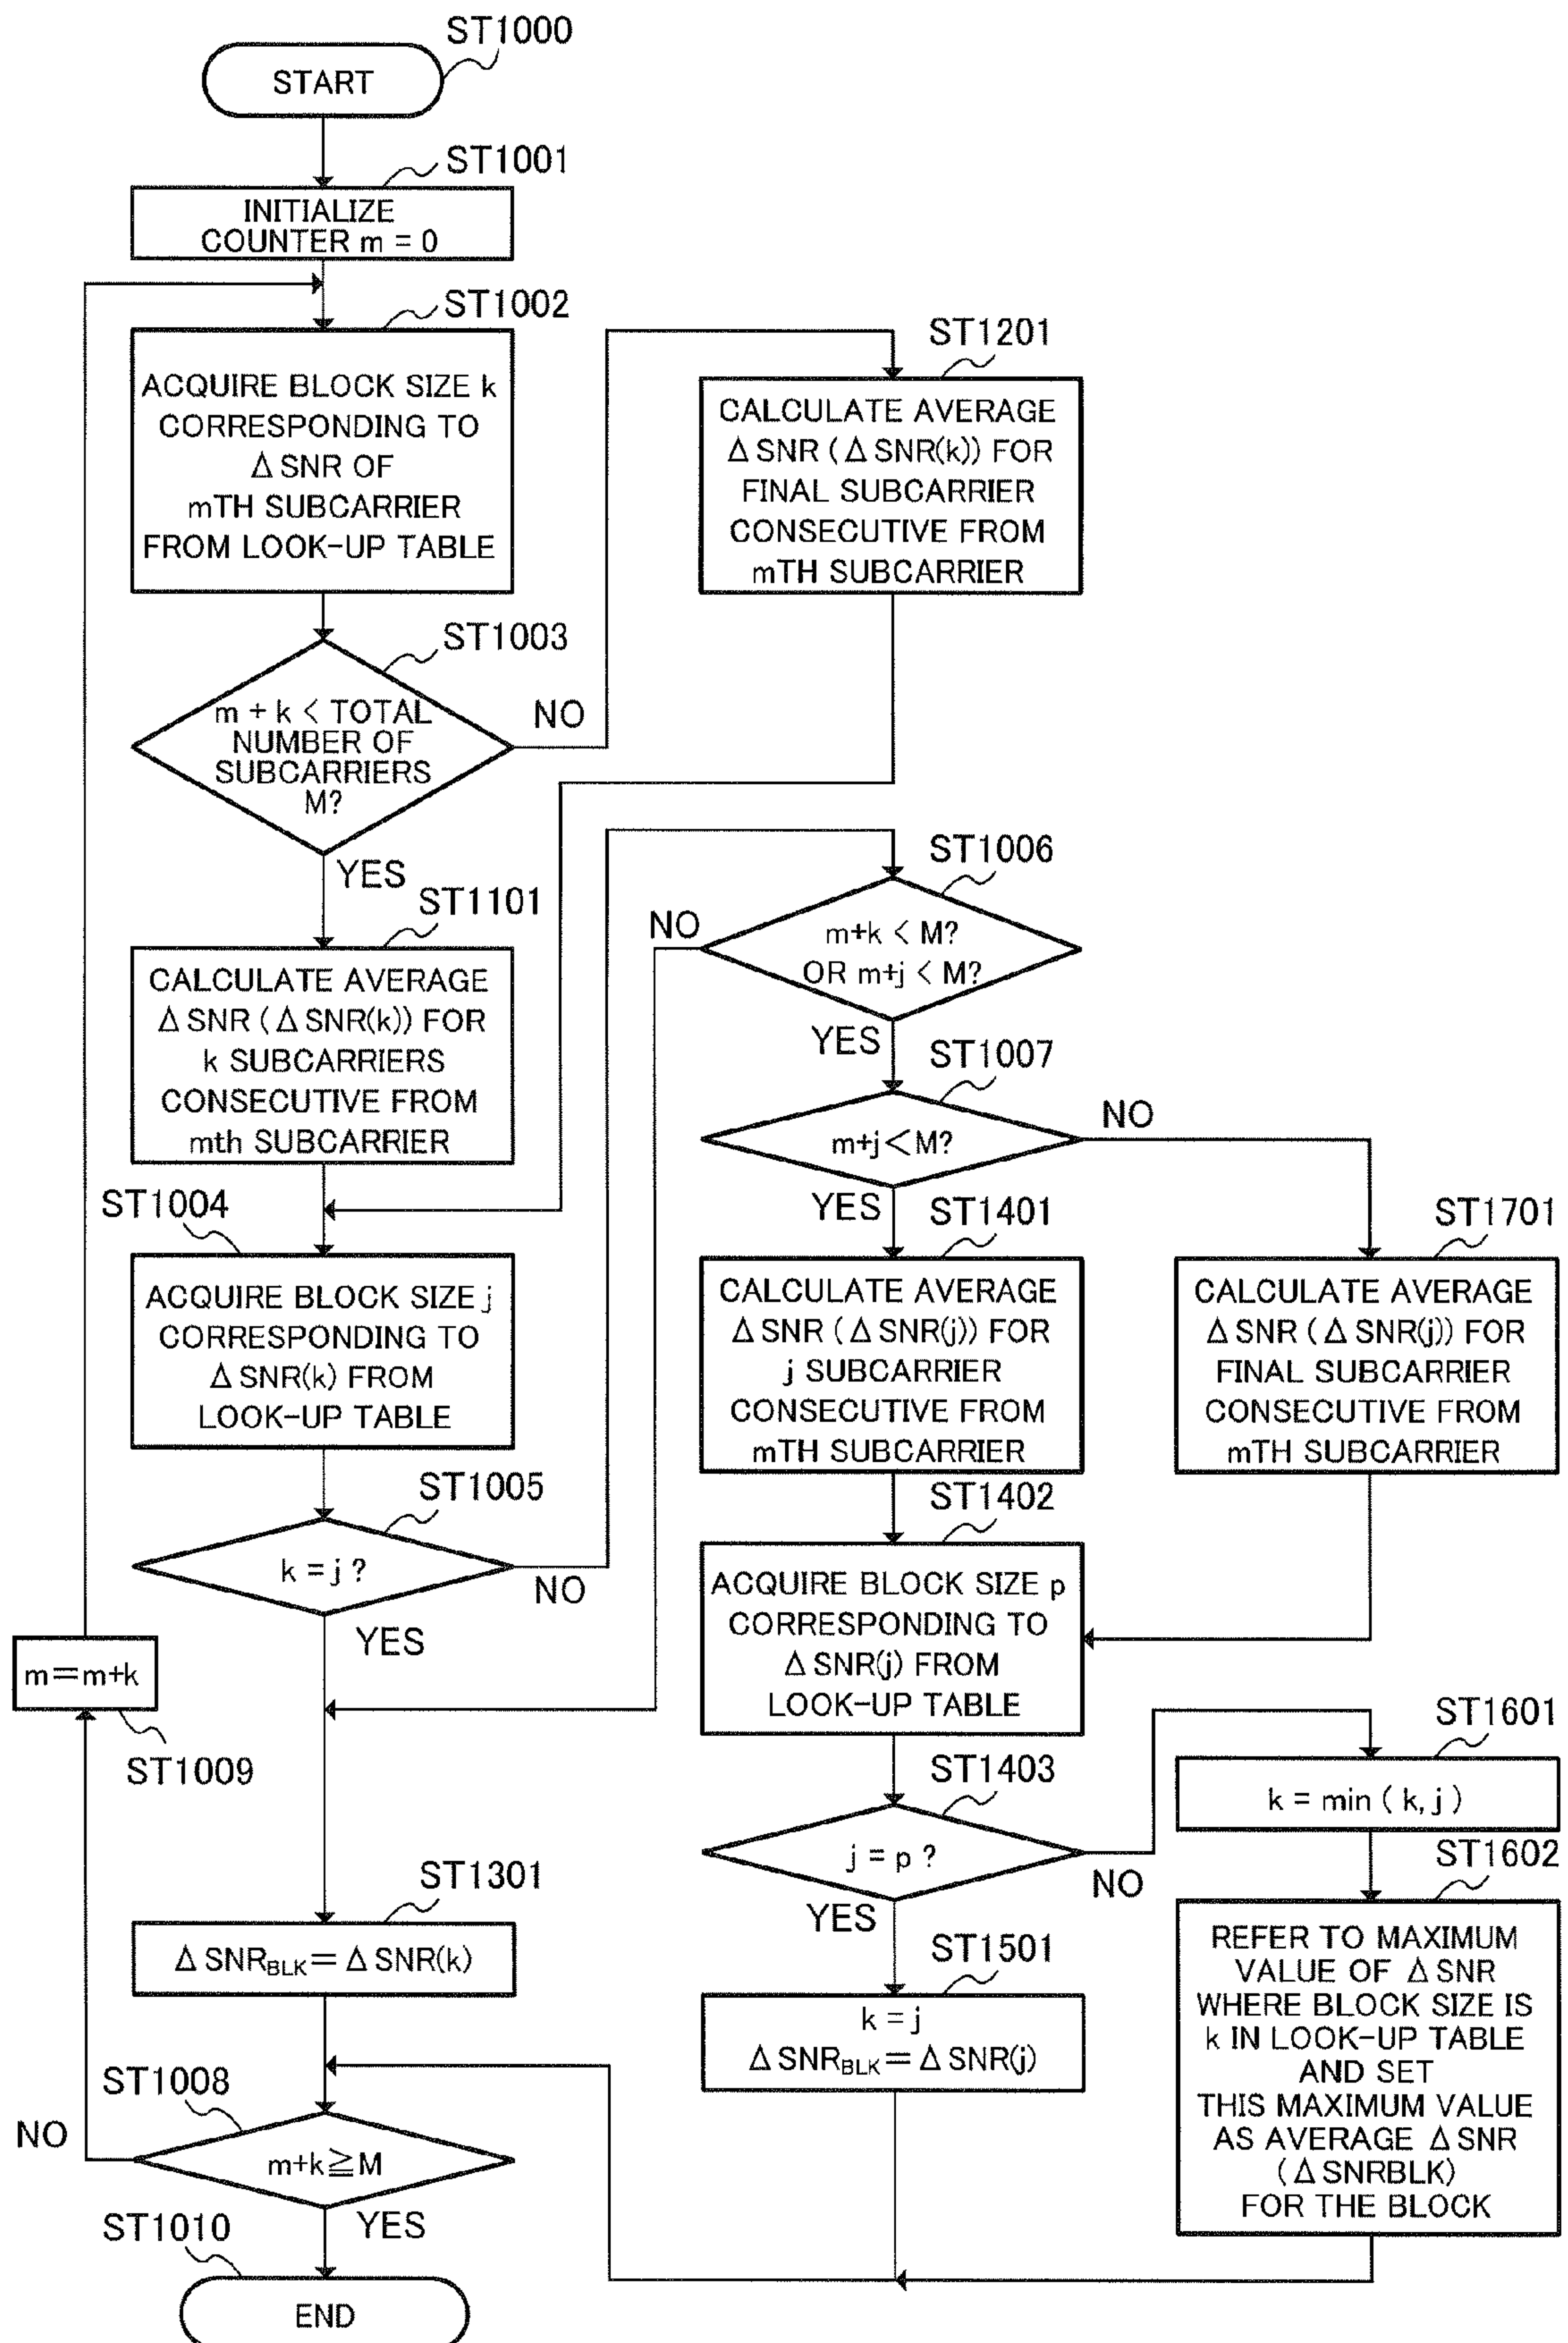 ST1000
START
ST1001
INITIALIZE
COUNTER m = 0
ST1002
ACQUIRE BLOCK SIZE k
CORRESPONDING TO
Δ SNR OF
mTH SUBCARRIER
FROM LOOK-UP TABLE
ST1201
CALCULATE AVERAGE
Δ SNR ( Δ SNR(k)) FOR
FINAL SUBCARRIER
CONSECUTIVE FROM
mTH SUBCARRIER
ST1003
m + k < TOTAL
NUMBER OF
SUBCARRIERS
M?
NO
YES
ST1101
CALCULATE AVERAGE
Δ SNR ( Δ SNR(k)) FOR
k SUBCARRIERS
CONSECUTIVE FROM
mth SUBCARRIER
ST1006
NO
m+k < M?
OR m+j < M?
YES
ST1007
m+j<M?
NO
YES
ST1004
ACQUIRE BLOCK SIZE j
CORRESPONDING TO
Δ SNR(k) FROM
LOOK-UP TABLE
ST1401
CALCULATE AVERAGE
Δ SNR ( Δ SNR(j)) FOR
j SUBCARRIER
CONSECUTIVE FROM
mTH SUBCARRIER
ST1701
CALCULATE AVERAGE
Δ SNR ( Δ SNR(j)) FOR
FINAL SUBCARRIER
CONSECUTIVE FROM
mTH SUBCARRIER
ST1005
k = j ?
NO
YES
ST1402
ACQUIRE BLOCK SIZE p
CORRESPONDING TO
Δ SNR(j) FROM
LOOK-UP TABLE
m=m+k
ST1009
ST1403
j = p ?
NO
YES
ST1601
k = min ( k, j )
ST1602
REFER TO MAXIMUM
VALUE OF Δ SNR
WHERE BLOCK SIZE IS
k IN LOOK-UP TABLE
AND SET
THIS MAXIMUM VALUE
AS AVERAGE Δ SNR
( Δ SNRBLK)
FOR THE BLOCK
ST1301
Δ SNRBLK= Δ SNR(k)
ST1501
k = j
Δ SNRBLK= Δ SNR(j)
ST1008
NO
m+k≧M
YES
ST1010
END